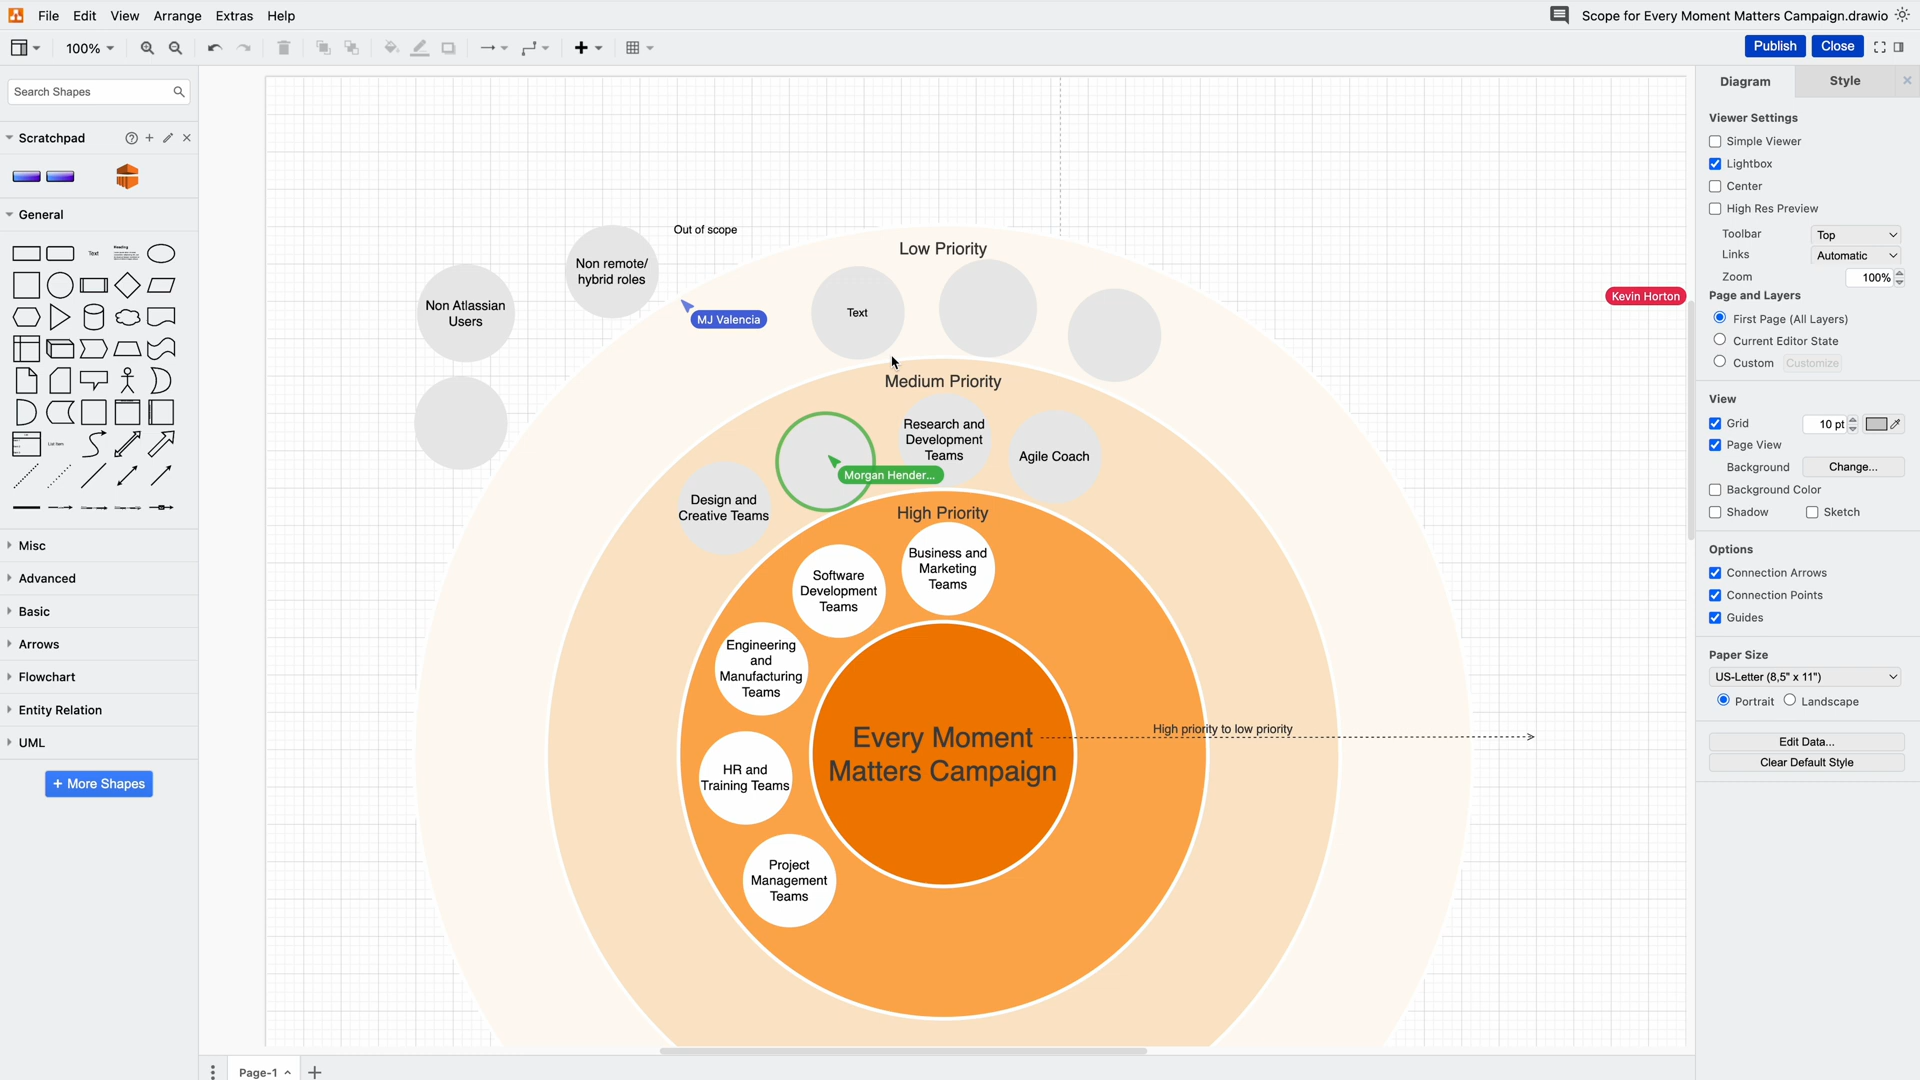 File Edit View Arrange Extras Help
Scope for Every Moment Matters Campaign.drawio
100%
Publish Close
Search Shapes
Scratchpad
General
Text
Heading
List Item
Misc
Advanced
Basic
Arrows
Flowchart
Entity Relation
UML
+ More Shapes
Out of scope
Non remote/
hybrid roles
Non Atlassian
Users
MJ Valencia
Kevin Horton
Low Priority
Text
Medium Priority
Research and
Development
Teams
Agile Coach
Morgan Hender...
Design and
Creative Teams
High Priority
Business and
Marketing
Teams
Software
Development
Teams
Engineering
and
Manufacturing
Teams
HR and
Training Teams
Project
Management
Teams
Every Moment
Matters Campaign
High priority to low priority
Page-1
Diagram Style
Viewer Settings
Simple Viewer
Lightbox
Center
High Res Preview
Toolbar Top
Links Automatic
Zoom 100%
Page and Layers
First Page (All Layers)
Current Editor State
Custom Customize
View
Grid 10 pt
Page View
Background Change...
Background Color
Shadow Sketch
Options
Connection Arrows
Connection Points
Guides
Paper Size
US-Letter (8,5" x 11")
Portrait Landscape
Edit Data...
Clear Default Style